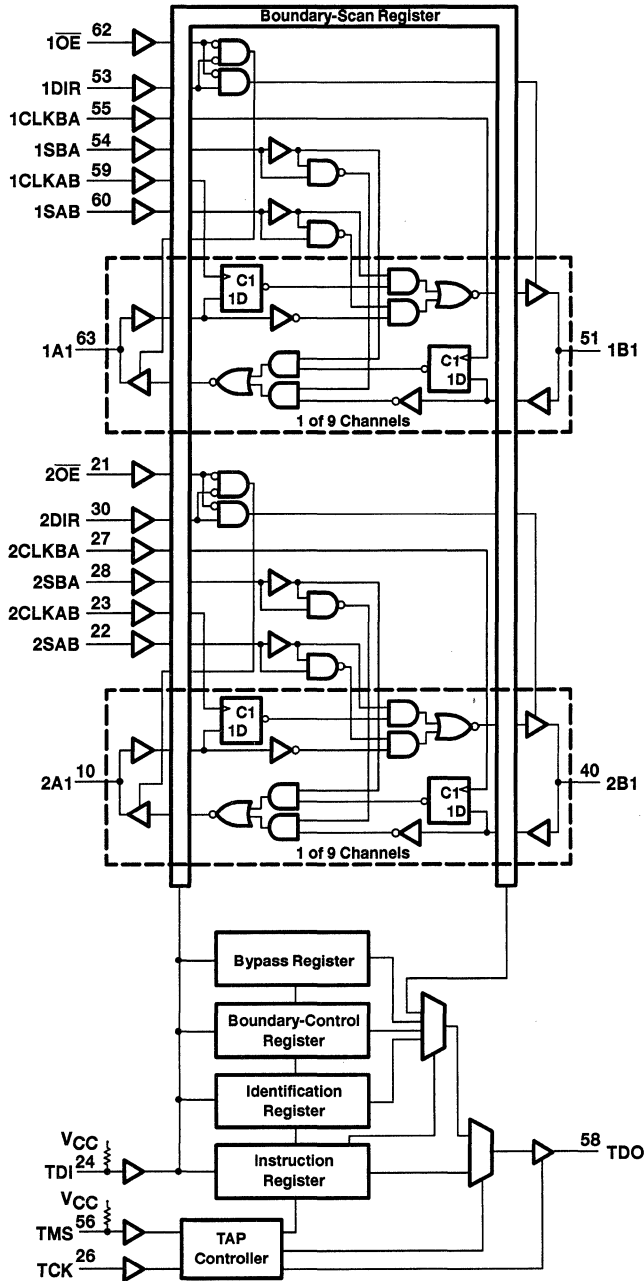 Boundary-Scan Register
1OE 62
1DIR 53
1CLKBA 55
1SBA 54
1CLKAB 59
1SAB 60
C1
1D
1A1 63
C1
1D
51 1B1
1 of 9 Channels
2OE 21
2DIR 30
2CLKBA 27
2SBA 28
2CLKAB 23
2SAB 22
C1
1D
2A1 10
C1
1D
40 2B1
1 of 9 Channels
Bypass Register
Boundary-Control
Register
Identification
Register
VCC
TDI 24
Instruction
Register
58 TDO
VCC
TMS 56
TAP
Controller
TCK 26